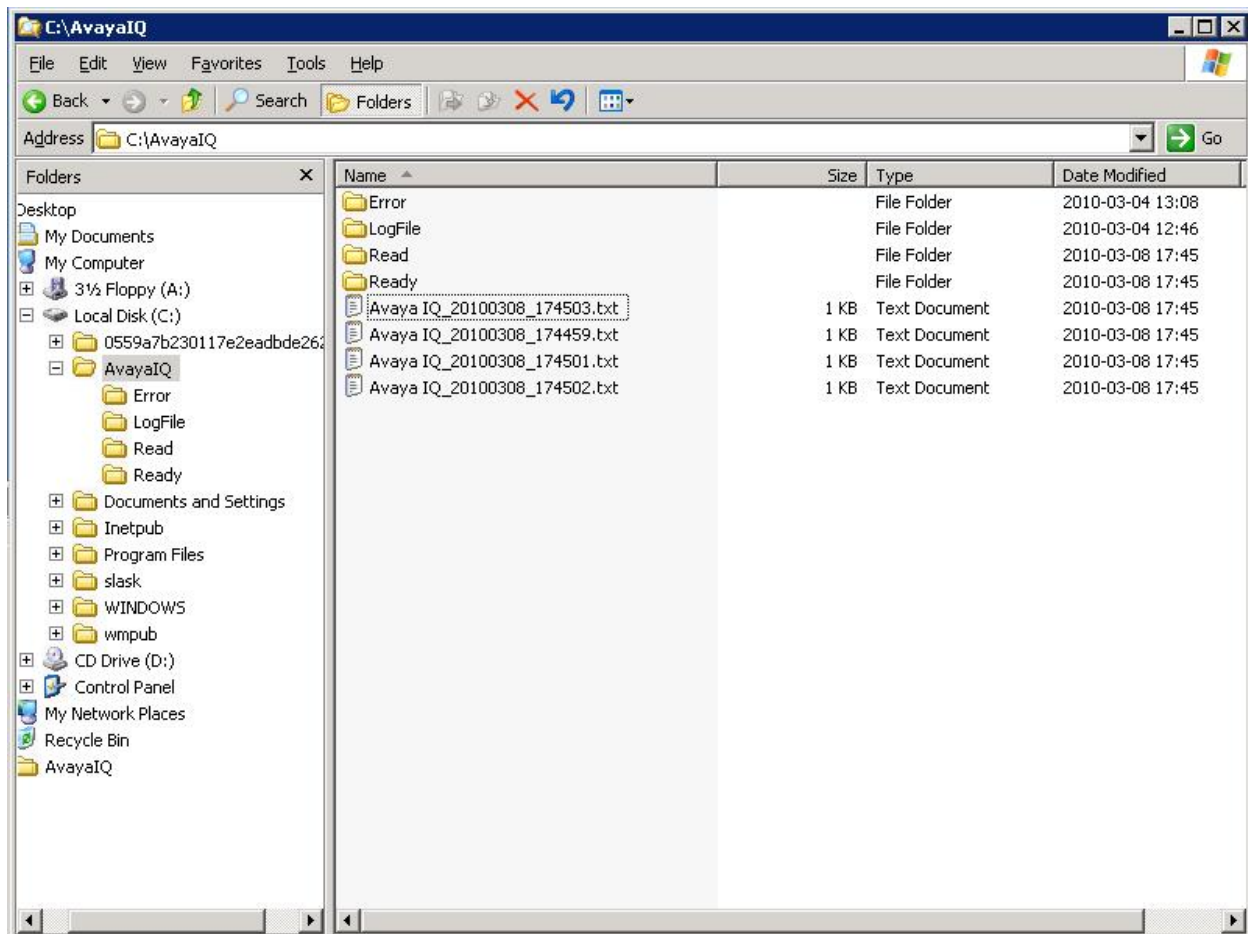 C:\AvayaIQ
File Edit View Favorites Tools Help
Back Search Folders
Address C:\AvayaIQ Go
Folders
Name Size Type Date Modified
Desktop
My Documents
My Computer
3½ Floppy (A:)
Local Disk (C:)
0559a7b230117e2eadbde262
AvayaIQ
Error
LogFile
Read
Ready
Documents and Settings
Inetpub
Program Files
slask
WINDOWS
wmpub
CD Drive (D:)
Control Panel
My Network Places
Recycle Bin
AvayaIQ
Error File Folder 2010-03-04 13:08
LogFile File Folder 2010-03-04 12:46
Read File Folder 2010-03-08 17:45
Ready File Folder 2010-03-08 17:45
Avaya IQ_20100308_174503.txt 1 KB Text Document 2010-03-08 17:45
Avaya IQ_20100308_174459.txt 1 KB Text Document 2010-03-08 17:45
Avaya IQ_20100308_174501.txt 1 KB Text Document 2010-03-08 17:45
Avaya IQ_20100308_174502.txt 1 KB Text Document 2010-03-08 17:45